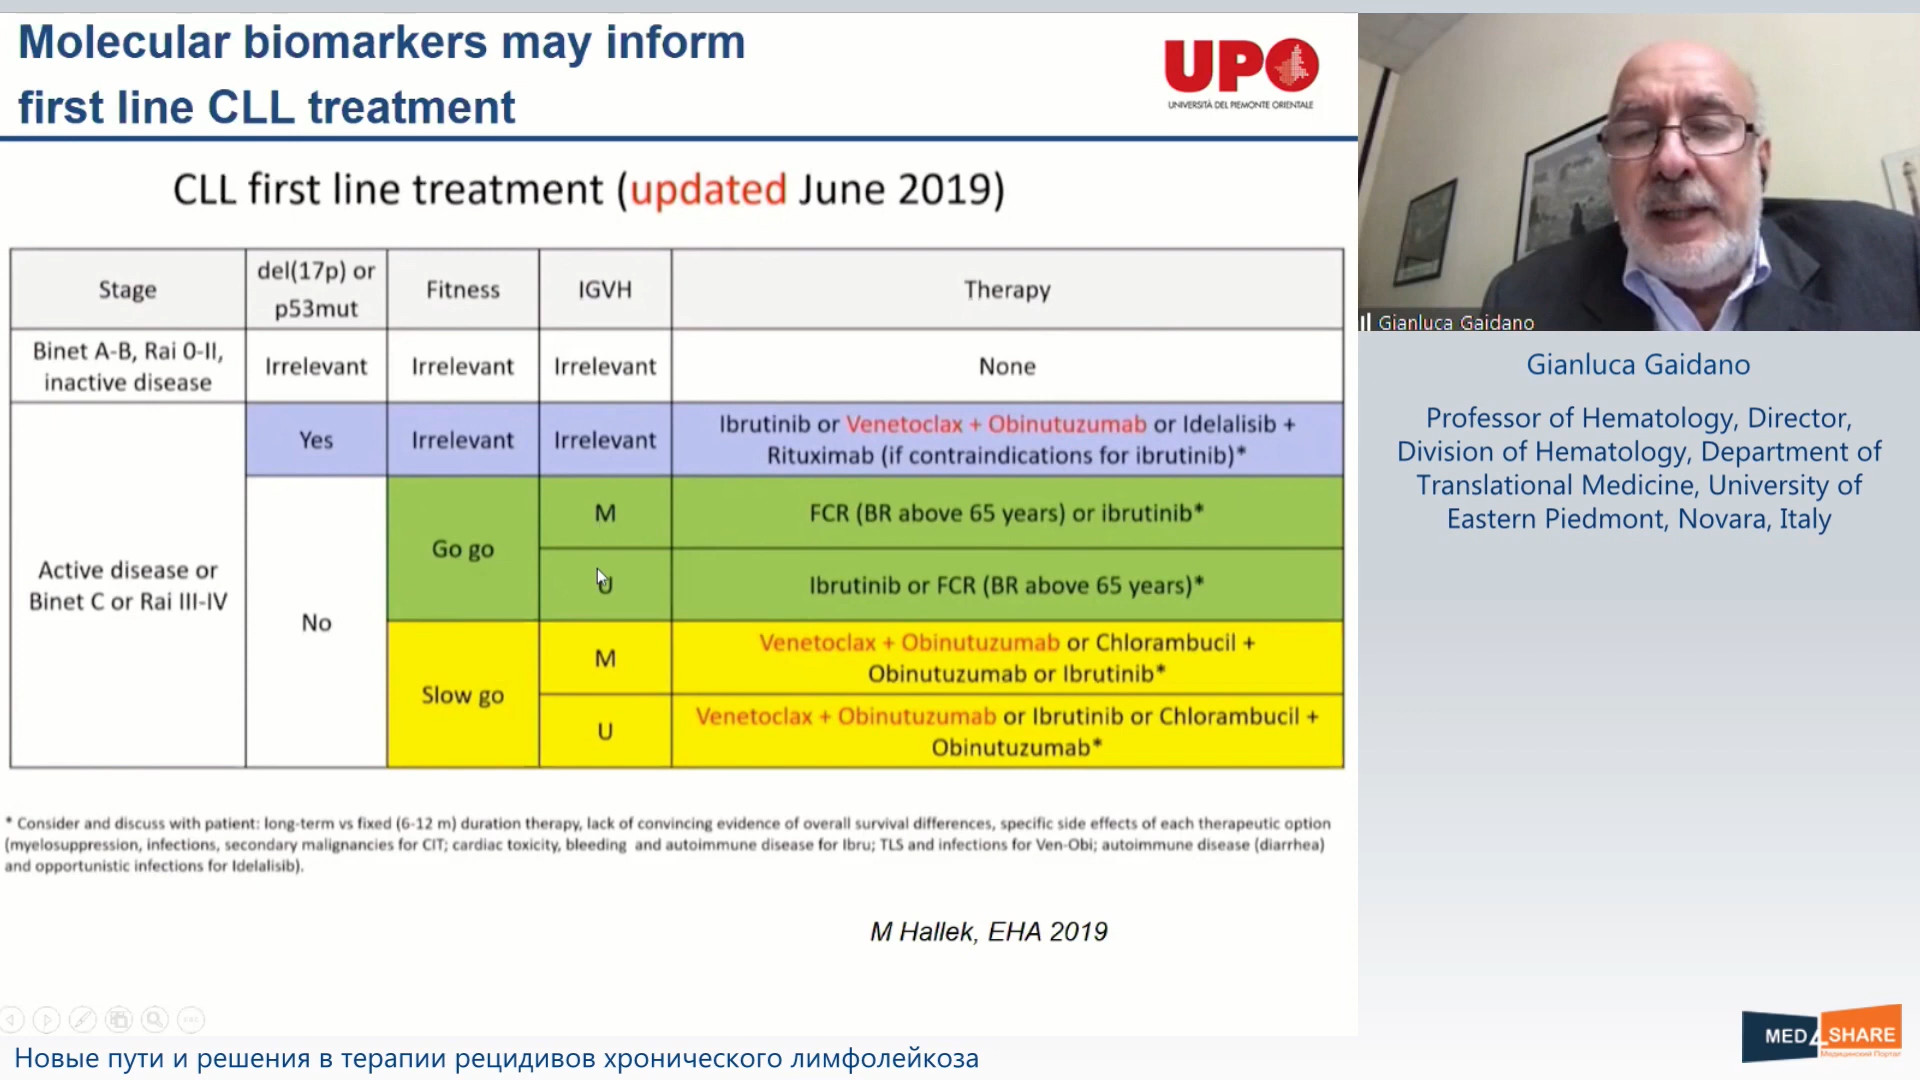 Molecular biomarkers may inform
first line CLL treatment
UPO
UNIVERSITÀ DEL PIEMONTE ORIENTALE
CLL first line treatment (updated June 2019)
Stage
del(17p) or
p53mut
Fitness
IGVH
Therapy
Binet A-B, Rai 0-II,
inactive disease
Irrelevant
Irrelevant
Irrelevant
None
Active disease or
Binet C or Rai III-IV
Yes
Irrelevant
Irrelevant
Ibrutinib or Venetoclax + Obinutuzumab or Idelalisib +
Rituximab (if contraindications for ibrutinib)*
No
Go go
M
FCR (BR above 65 years) or ibrutinib*
U
Ibrutinib or FCR (BR above 65 years)*
Slow go
M
Venetoclax + Obinutuzumab or Chlorambucil +
Obinutuzumab or Ibrutinib*
U
Venetoclax + Obinutuzumab or Ibrutinib or Chlorambucil +
Obinutuzumab*
* Consider and discuss with patient: long-term vs fixed (6-12 m) duration therapy, lack of convincing evidence of overall survival differences, specific side effects of each therapeutic option
(myelosuppression, infections, secondary malignancies for CIT; cardiac toxicity, bleeding and autoimmune disease for Ibru; TLS and infections for Ven-Obi; autoimmune disease (diarrhea)
and opportunistic infections for Idelalisib).
M Hallek, EHA 2019
Gianluca Gaidano
Gianluca Gaidano
Professor of Hematology, Director,
Division of Hematology, Department of
Translational Medicine, University of
Eastern Piedmont, Novara, Italy
MED4SHARE
Медицинский Портал
Новые пути и решения в терапии рецидивов хронического лимфолейкоза